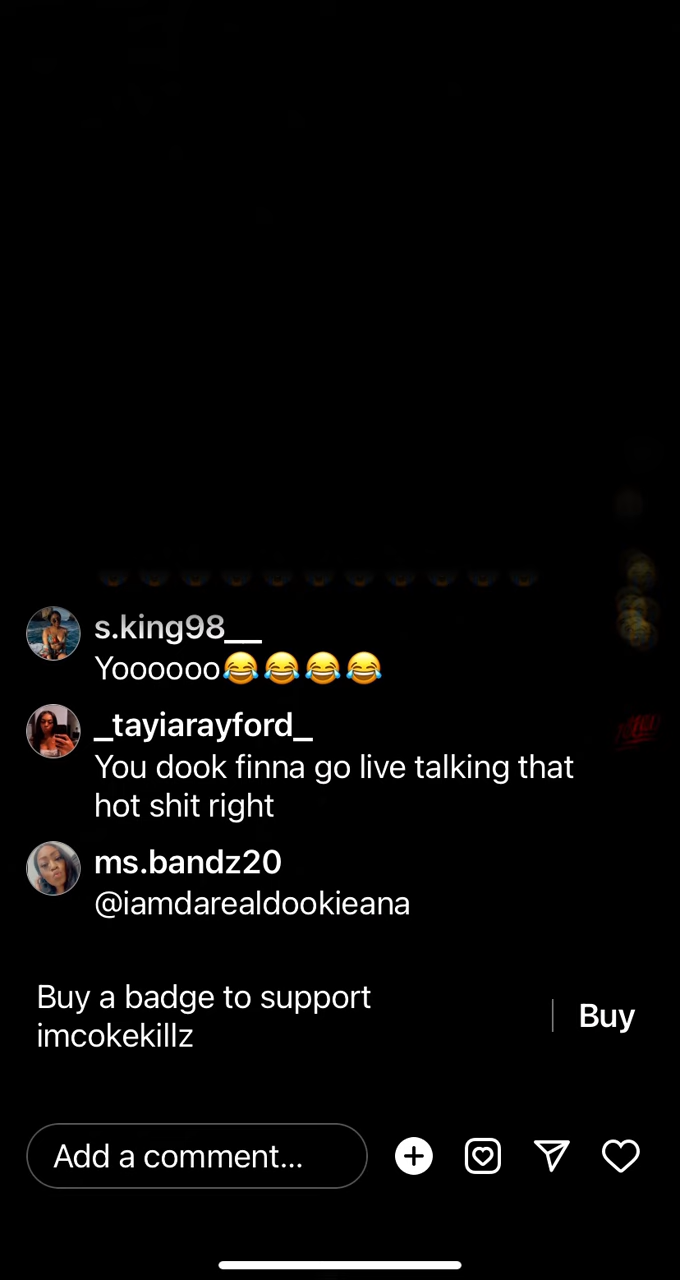 s.king98__
Yoooooo😂😂😂😂
_tayiarayford_
You dook finna go live talking that
hot shit right
ms.bandz20
@iamdarealdookieana
Buy a badge to support
imcokekillz
Buy
Add a comment...